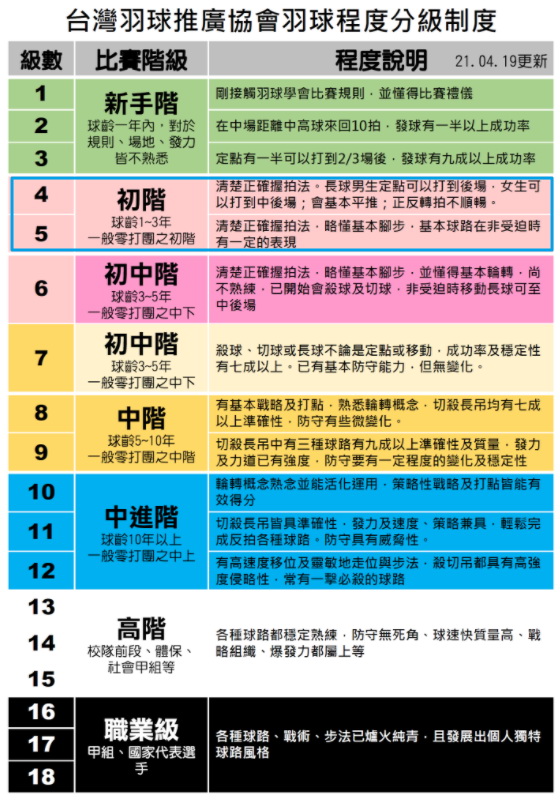 台灣羽球推廣協會羽球程度分級制度
級數 比賽階級 程度說明 21.04.19更新
1
2
3
新手階
球齡一年內，對於
規則、場地、發力
皆不熟悉
剛接觸羽球學會比賽規則，並懂得比賽禮儀
在中場距離中高球來回10拍，發球有一半以上成功率
定點有一半可以打到2/3場後，發球有九成以上成功率
4
5
初階
球齡1~3年
一般零打團之初階
清楚正確握拍法。長球男生定點可以打到後場，女生可
以打到中後場；會基本平推；正反轉拍不順暢。
清楚正確握拍法，略懂基本腳步，基本球路在非受迫時
有一定的表現
6
初中階
球齡3~5年
一般零打團之中下
清楚正確握拍法，略懂基本腳步，並懂得基本輪轉，尚
不熟練，已開始會殺球及切球，非受迫時移動長球可至
中後場
7
初中階
球齡3~5年
一般零打團之中下
殺球、切球或長球不論是定點或移動，成功率及穩定性
有七成以上。已有基本防守能力，但無變化。
8
9
中階
球齡5~10年
一般零打團之中階
有基本戰略及打點，熟悉輪轉概念，切殺長吊均有七成
以上準確性，防守有些微變化。
切殺長吊中有三種球路有九成以上準確性及質量，發力
及力道已有強度，防守要有一定程度的變化及穩定性
10
11
12
中進階
球齡10年以上
一般零打團之中上
輪轉概念熟念並能活化運用，策略性戰略及打點皆能有
效得分
切殺長吊皆具準確性，發力及速度、策略兼具，輕鬆完
成反拍各種球路。防守具有威脅性。
有高速度移位及靈敏地走位與步法，殺切吊都具有高強
度侵略性，常有一擊必殺的球路
13
14
15
高階
校隊前段、體保、
社會甲組等
各種球路都穩定熟練，防守無死角、球速快質量高、戰
略組織、爆發力都屬上等
16
17
18
職業級
甲組、國家代表選
手
各種球路、戰術、步法已爐火純青，且發展出個人獨特
球路風格